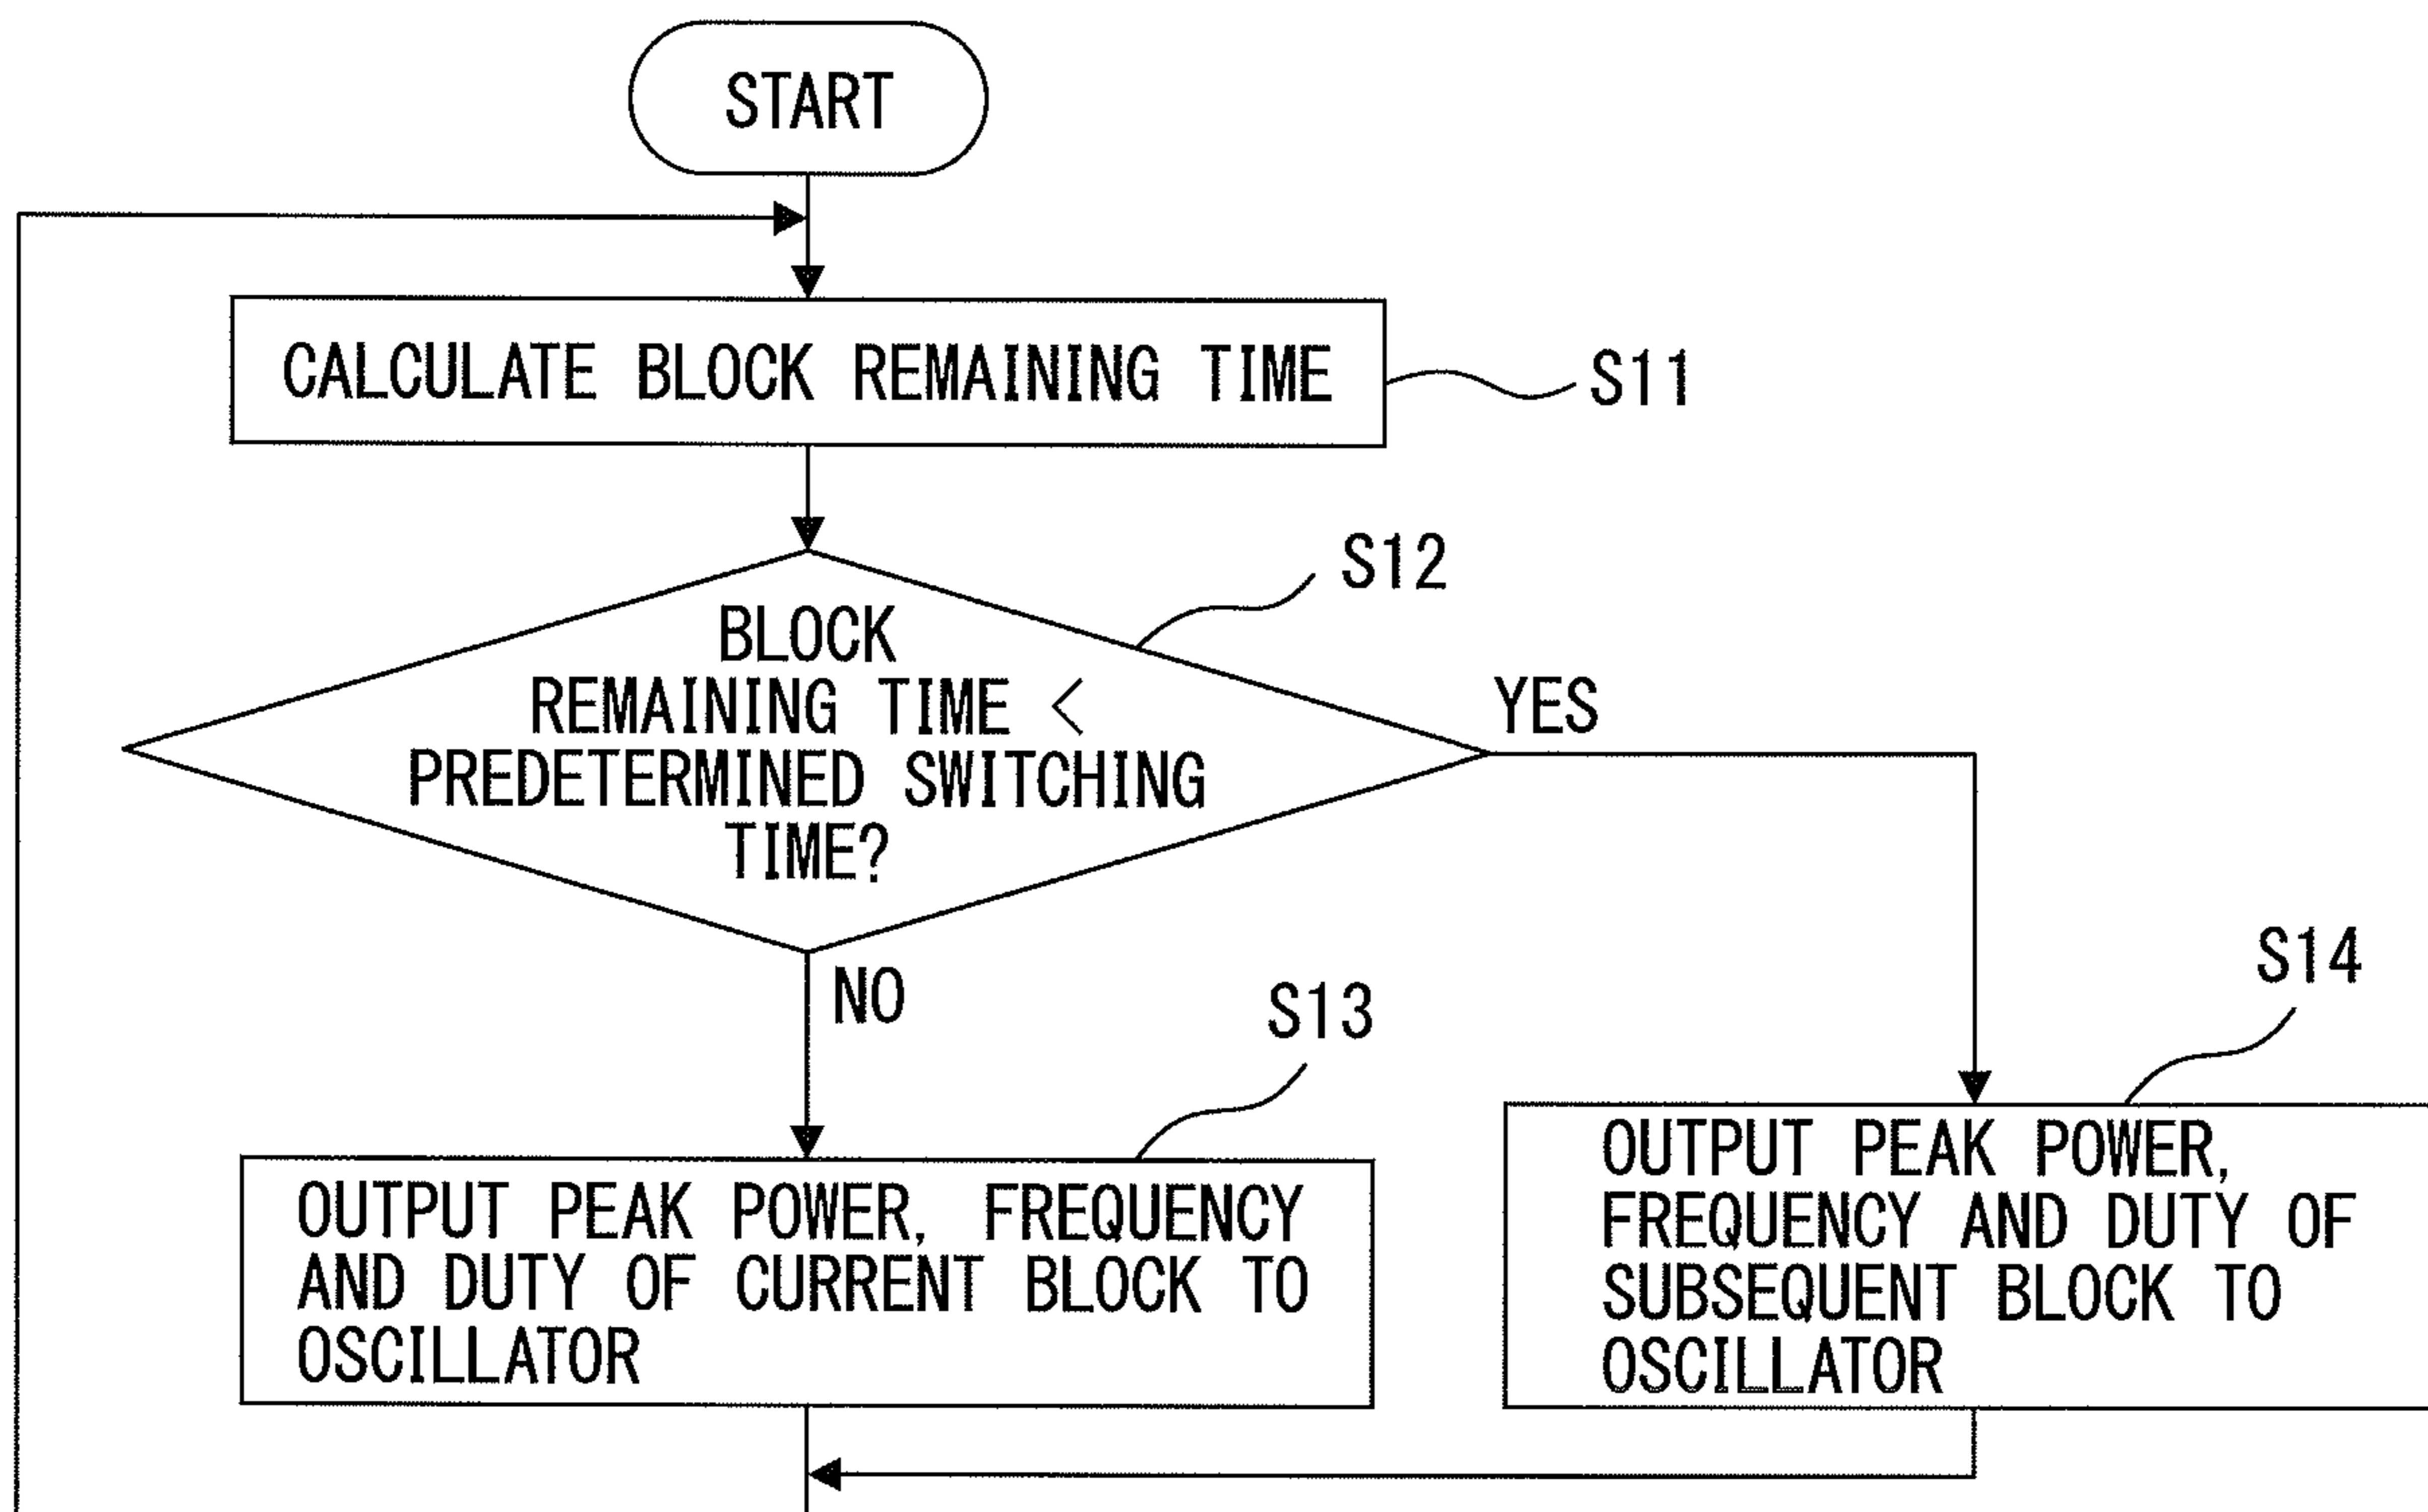 START
CALCULATE BLOCK REMAINING TIME
S11
S12
BLOCK
REMAINING TIME <
PREDETERMINED SWITCHING
TIME?
YES
NO
S13
OUTPUT PEAK POWER, FREQUENCY
AND DUTY OF CURRENT BLOCK TO
OSCILLATOR
S14
OUTPUT PEAK POWER,
FREQUENCY AND DUTY OF
SUBSEQUENT BLOCK TO
OSCILLATOR